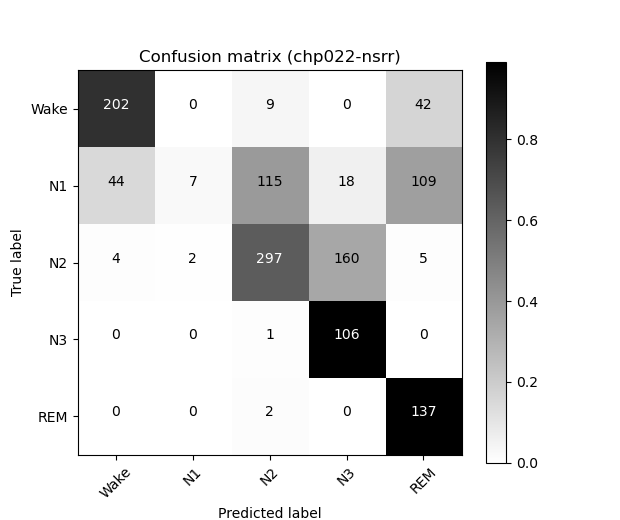 Confusion matrix (chp022-nsrr)
Wake 202 0 9 0 42
N1 44 7 115 18 109
N2 4 2 297 160 5
N3 0 0 1 106 0
REM 0 0 2 0 137
Wake N1 N2 N3 REM
Predicted label
True label
0.8
0.6
0.4
0.2
0.0